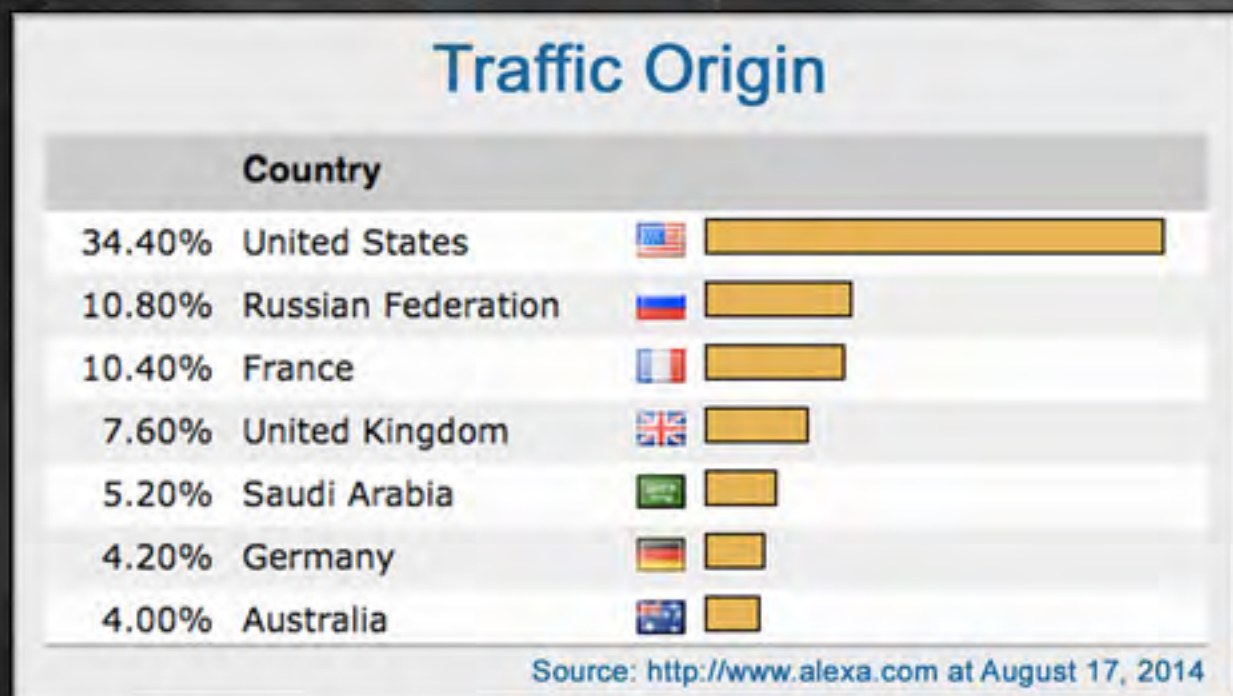 Traffic Origin
Country
34.40% United States
10.80% Russian Federation
10.40% France
7.60% United Kingdom
5.20% Saudi Arabia
4.20% Germany
4.00% Australia
Source: http://www.alexa.com at August 17, 2014